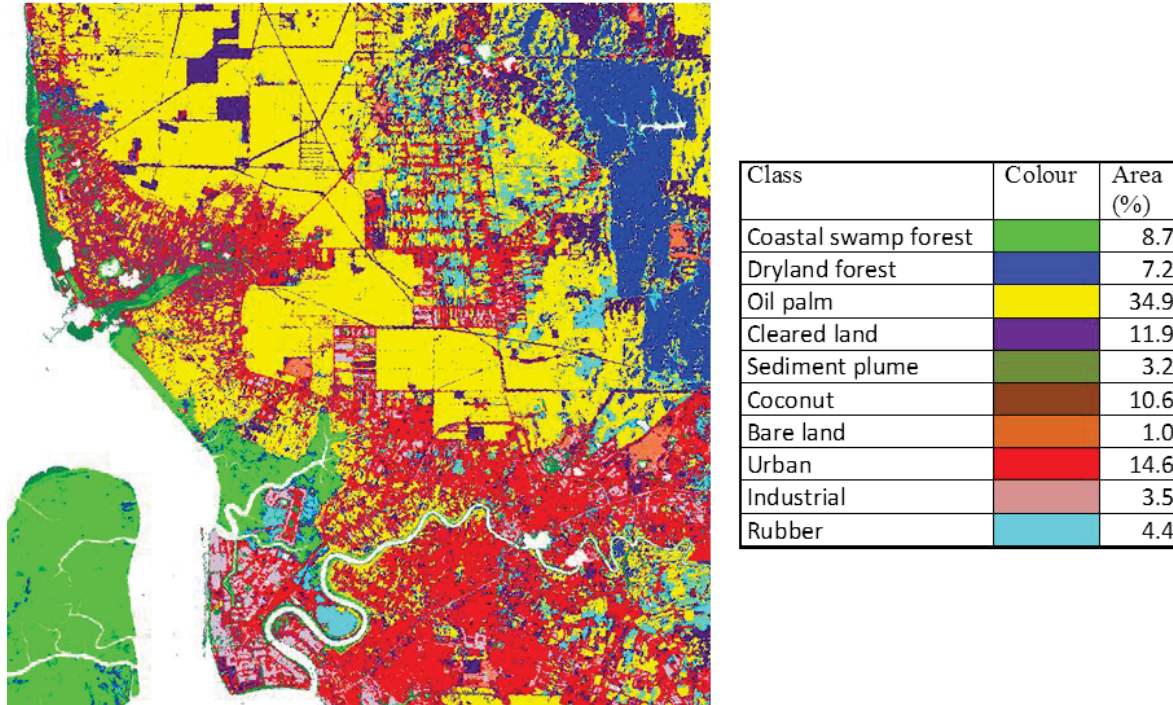 Class Colour Area
(%)
Coastal swamp forest 8.7
Dryland forest 7.2
Oil palm 34.9
Cleared land 11.9
Sediment plume 3.2
Coconut 10.6
Bare land 1.0
Urban 14.6
Industrial 3.5
Rubber 4.4